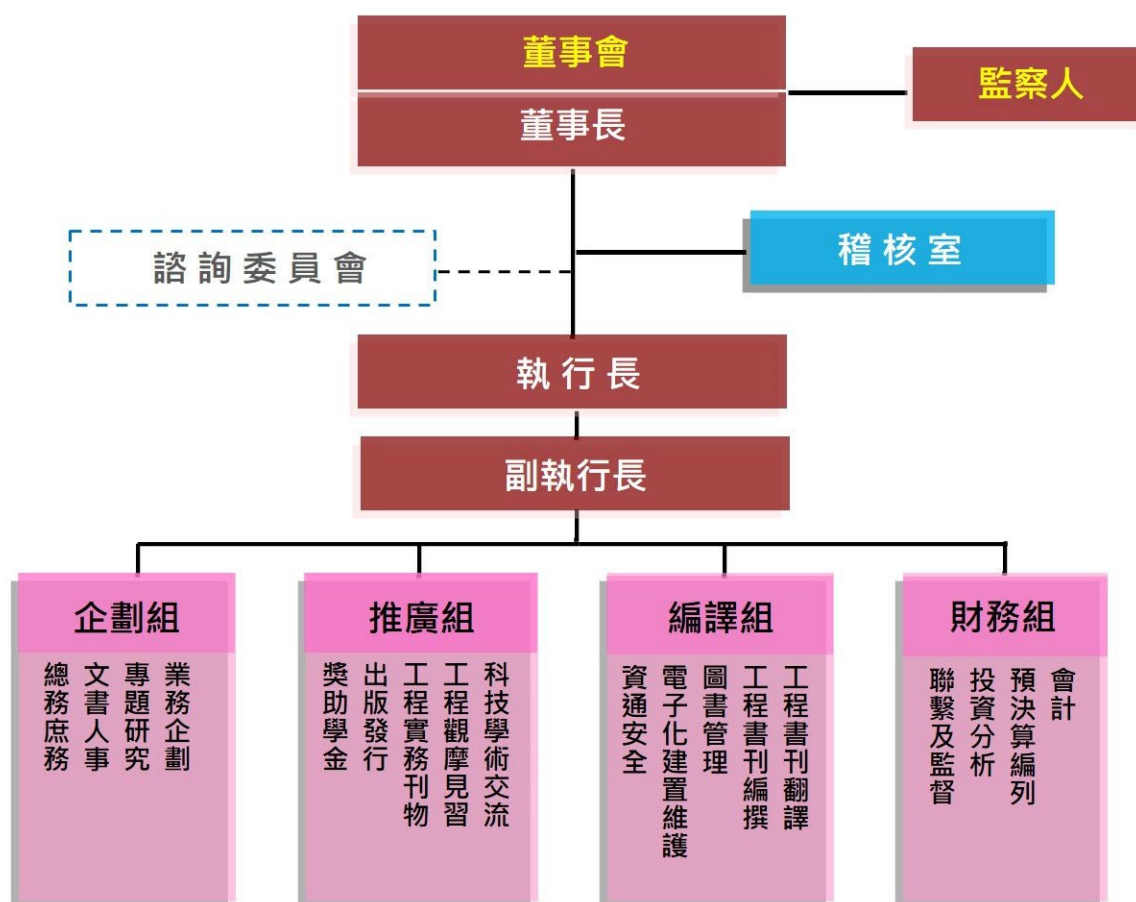 董事會
監察人
董事長
諮詢委員會
稽核室
執行長
副執行長
企劃組
業務企劃
專題研究
文書人事
總務庶務
推廣組
科技學術交流
工程觀摩見習
工程實務刊物
出版發行
獎助學金
編譯組
工程書刊翻譯
工程書刊編撰
圖書管理
電子化建置維護
資通安全
財務組
會計
預決算編列
投資分析
聯繫及監督